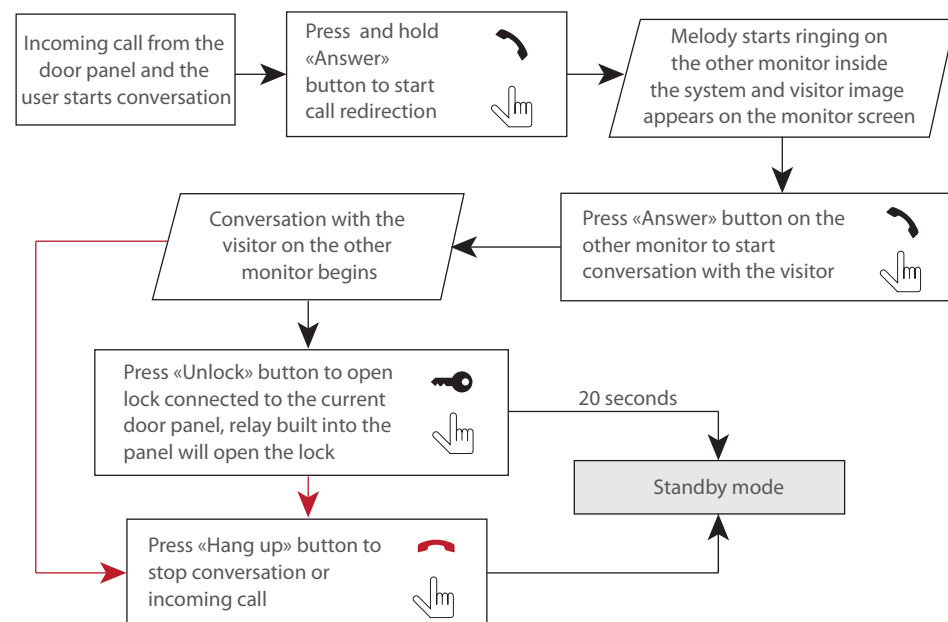 Incoming call from the
door panel and the
user starts conversation
Press and hold
«Answer»
button to start
call redirection
Melody starts ringing on
the other monitor inside
the system and visitor image
appears on the monitor screen
Press «Answer» button on the
other monitor to start
conversation with the visitor
Conversation with the
visitor on the other
monitor begins
Press «Unlock» button to open
lock connected to the current
door panel, relay built into the
panel will open the lock
20 seconds
Standby mode
Press «Hang up» button to
stop conversation or
incoming call